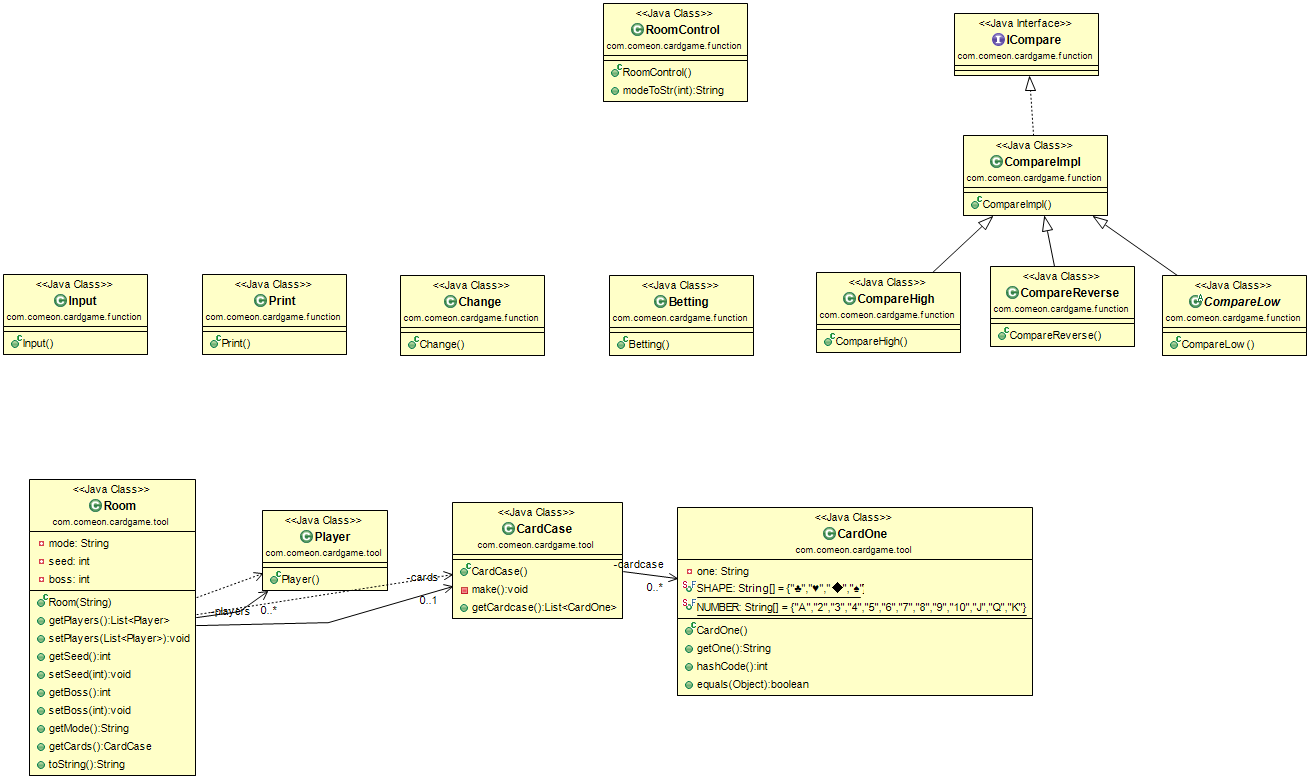 <<Java Class>>
RoomControl
com.comeon.cardgame.function
RoomControl()
modeToStr(int):String
<<Java Interface>>
ICompare
com.comeon.cardgame.function
<<Java Class>>
CompareImpl
com.comeon.cardgame.function
CompareImpl()
<<Java Class>>
Input
com.comeon.cardgame.function
Input()
<<Java Class>>
Print
com.comeon.cardgame.function
Print()
<<Java Class>>
Change
com.comeon.cardgame.function
Change()
<<Java Class>>
Betting
com.comeon.cardgame.function
Betting()
<<Java Class>>
CompareHigh
com.comeon.cardgame.function
CompareHigh()
<<Java Class>>
CompareReverse
com.comeon.cardgame.function
CompareReverse()
<<Java Class>>
CompareLow
com.comeon.cardgame.function
CompareLow ()
<<Java Class>>
Room
com.comeon.cardgame.tool
mode: String
seed: int
boss: int
Room(String)
getPlayers():List<Player>
setPlayers(List<Player>):void
getSeed():int
setSeed(int):void
getBoss():int
setBoss(int):void
getMode():String
getCards():CardCase
toString():String
-players
0..*
<<Java Class>>
Player
com.comeon.cardgame.tool
Player()
-cards
0..1
<<Java Class>>
CardCase
com.comeon.cardgame.tool
CardCase()
make():void
getCardcase():List<CardOne>
-cardcase
0..*
<<Java Class>>
CardOne
com.comeon.cardgame.tool
one: String
SHAPE: String[] = {"♣","♥","◆","♠"}
NUMBER: String[] = {"A","2","3","4","5","6","7","8","9","10","J","Q","K"}
CardOne()
getOne():String
hashCode():int
equals(Object):boolean